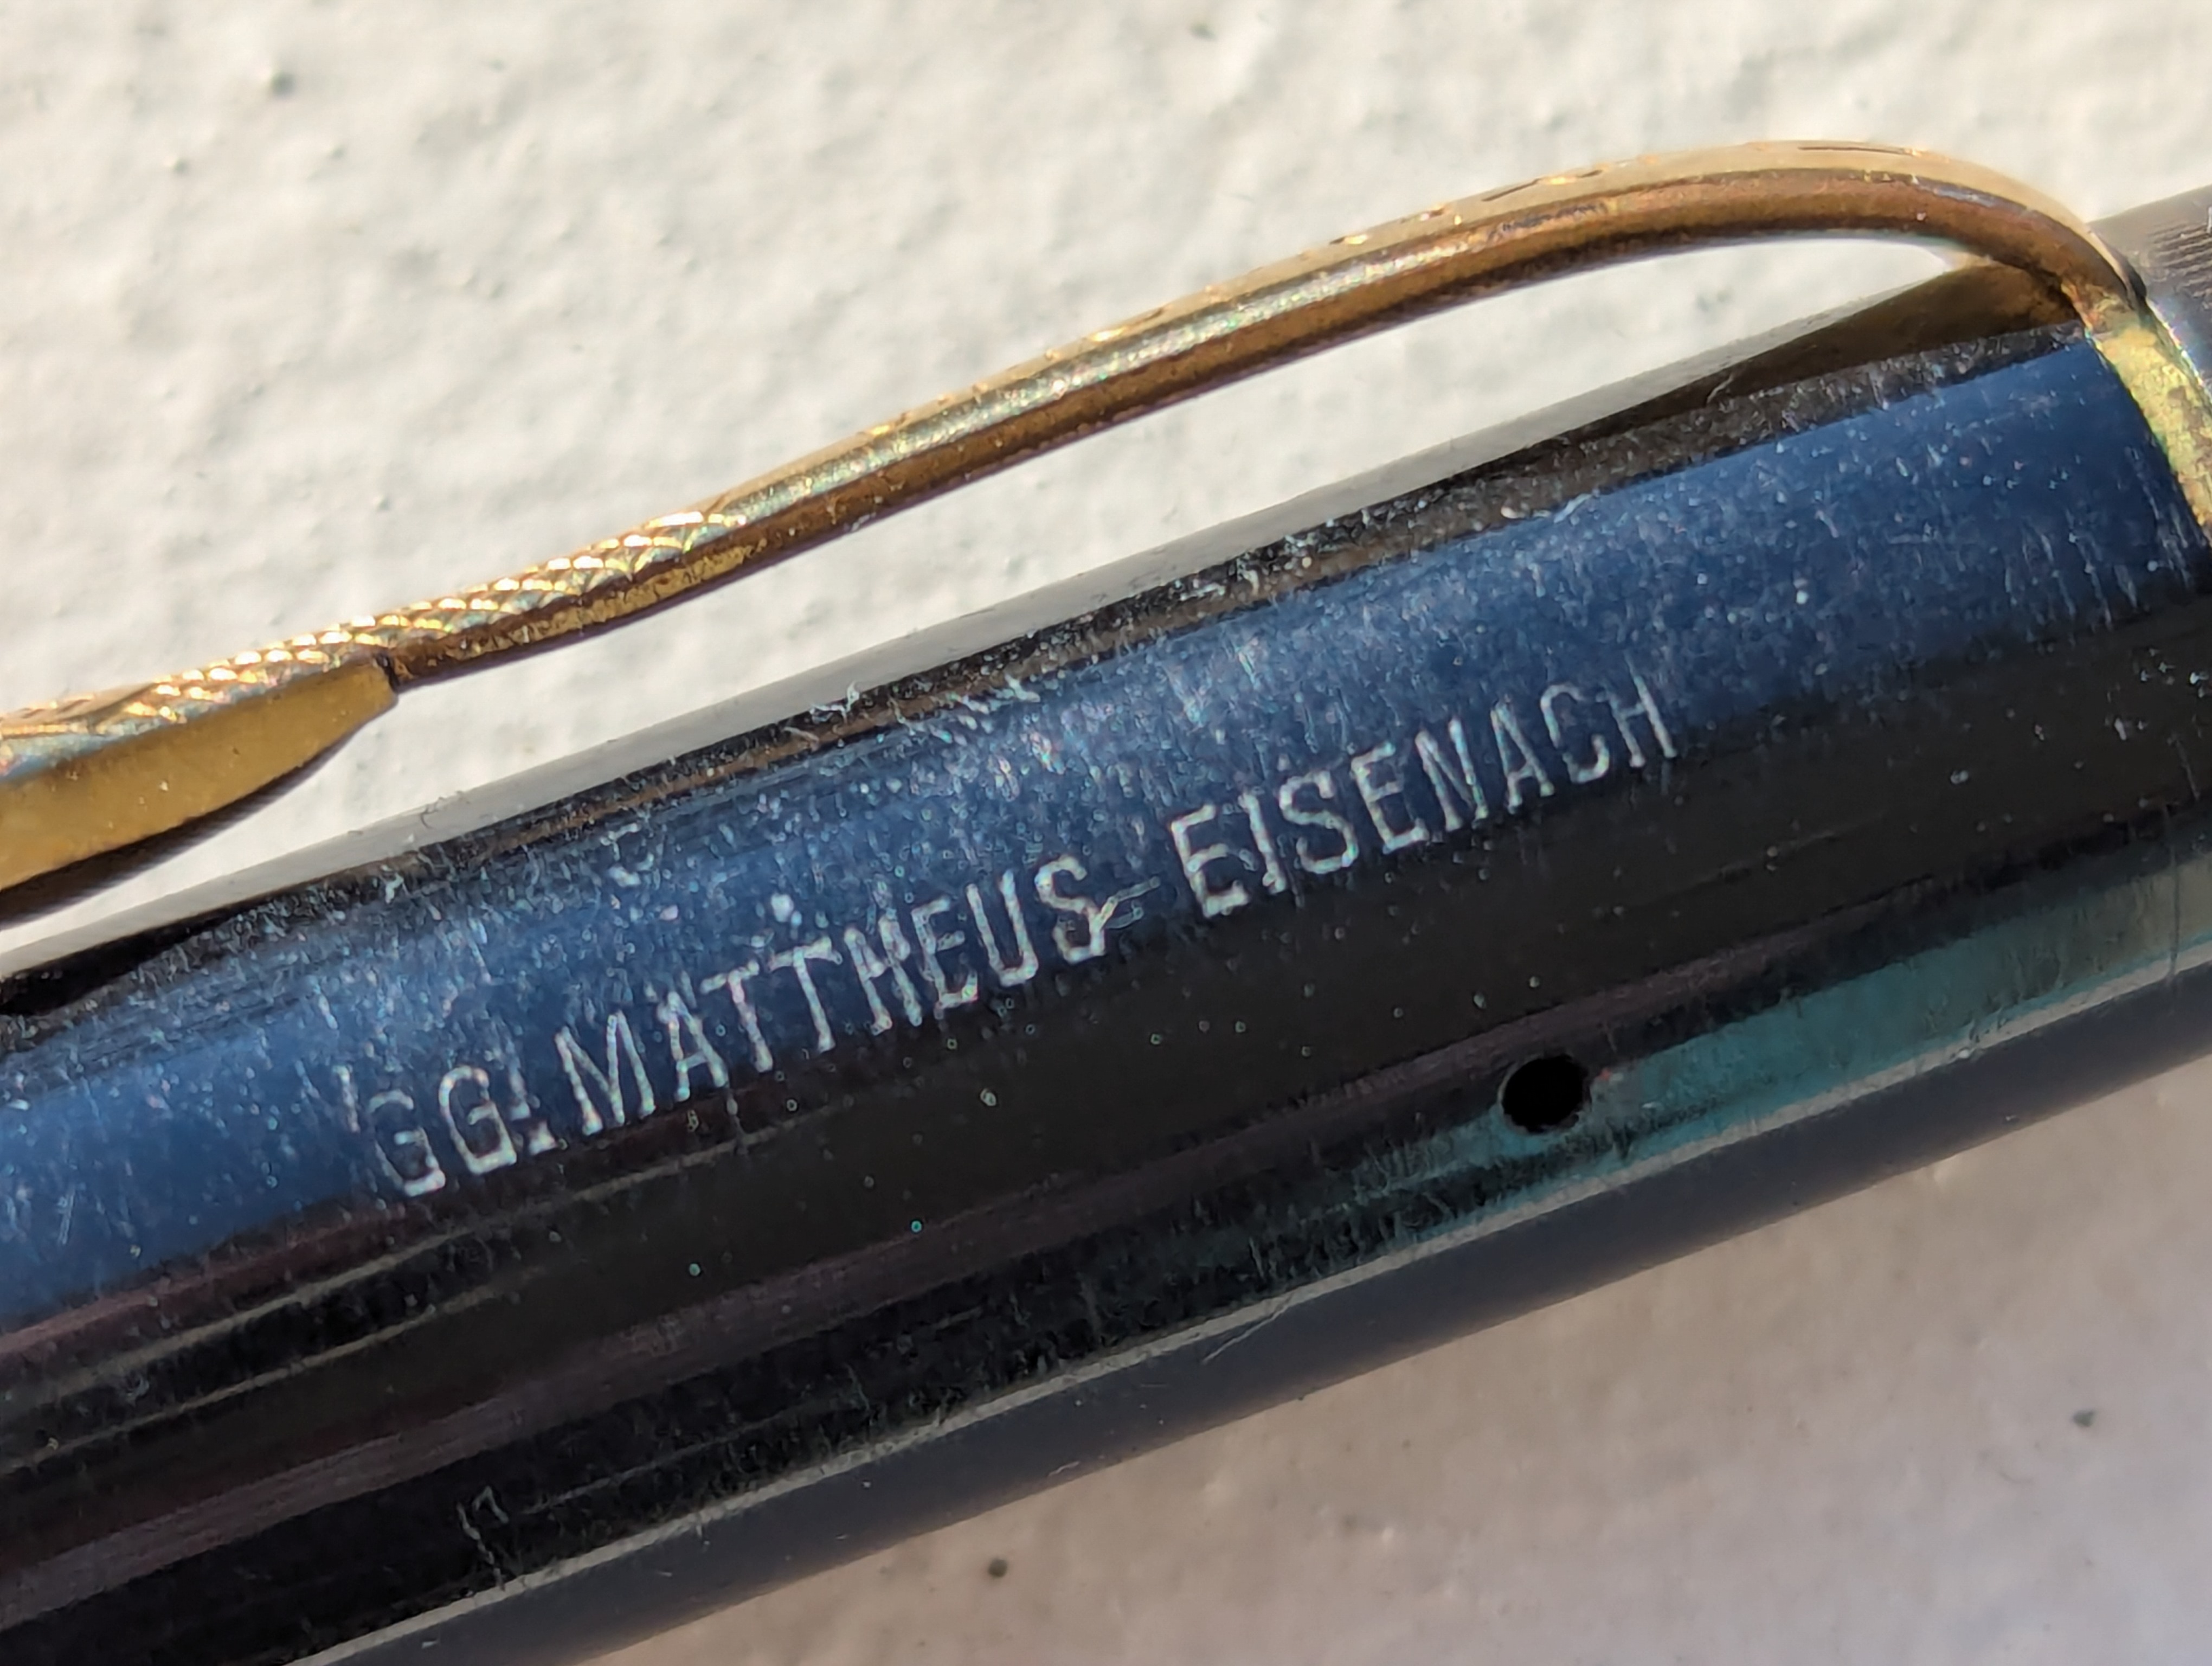 GG. MATTHEUS - EISENACH